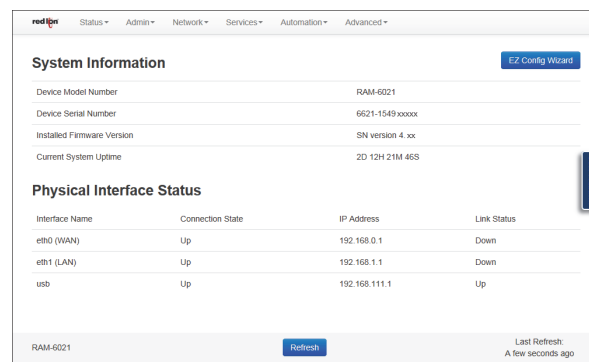 red lion Status Admin Network Services Automation Advanced
System Information
EZ Config Wizard
Device Model Number RAM-6021
Device Serial Number 6621-1549 xxxxx
Installed Firmware Version SN version 4. xx
Current System Uptime 2D 12H 21M 46S
Physical Interface Status
Interface Name Connection State IP Address Link Status
eth0 (WAN) Up 192.168.0.1 Down
eth1 (LAN) Up 192.168.1.1 Down
usb Up 192.168.111.1 Up
RAM-6021
Refresh
Last Refresh:
A few seconds ago